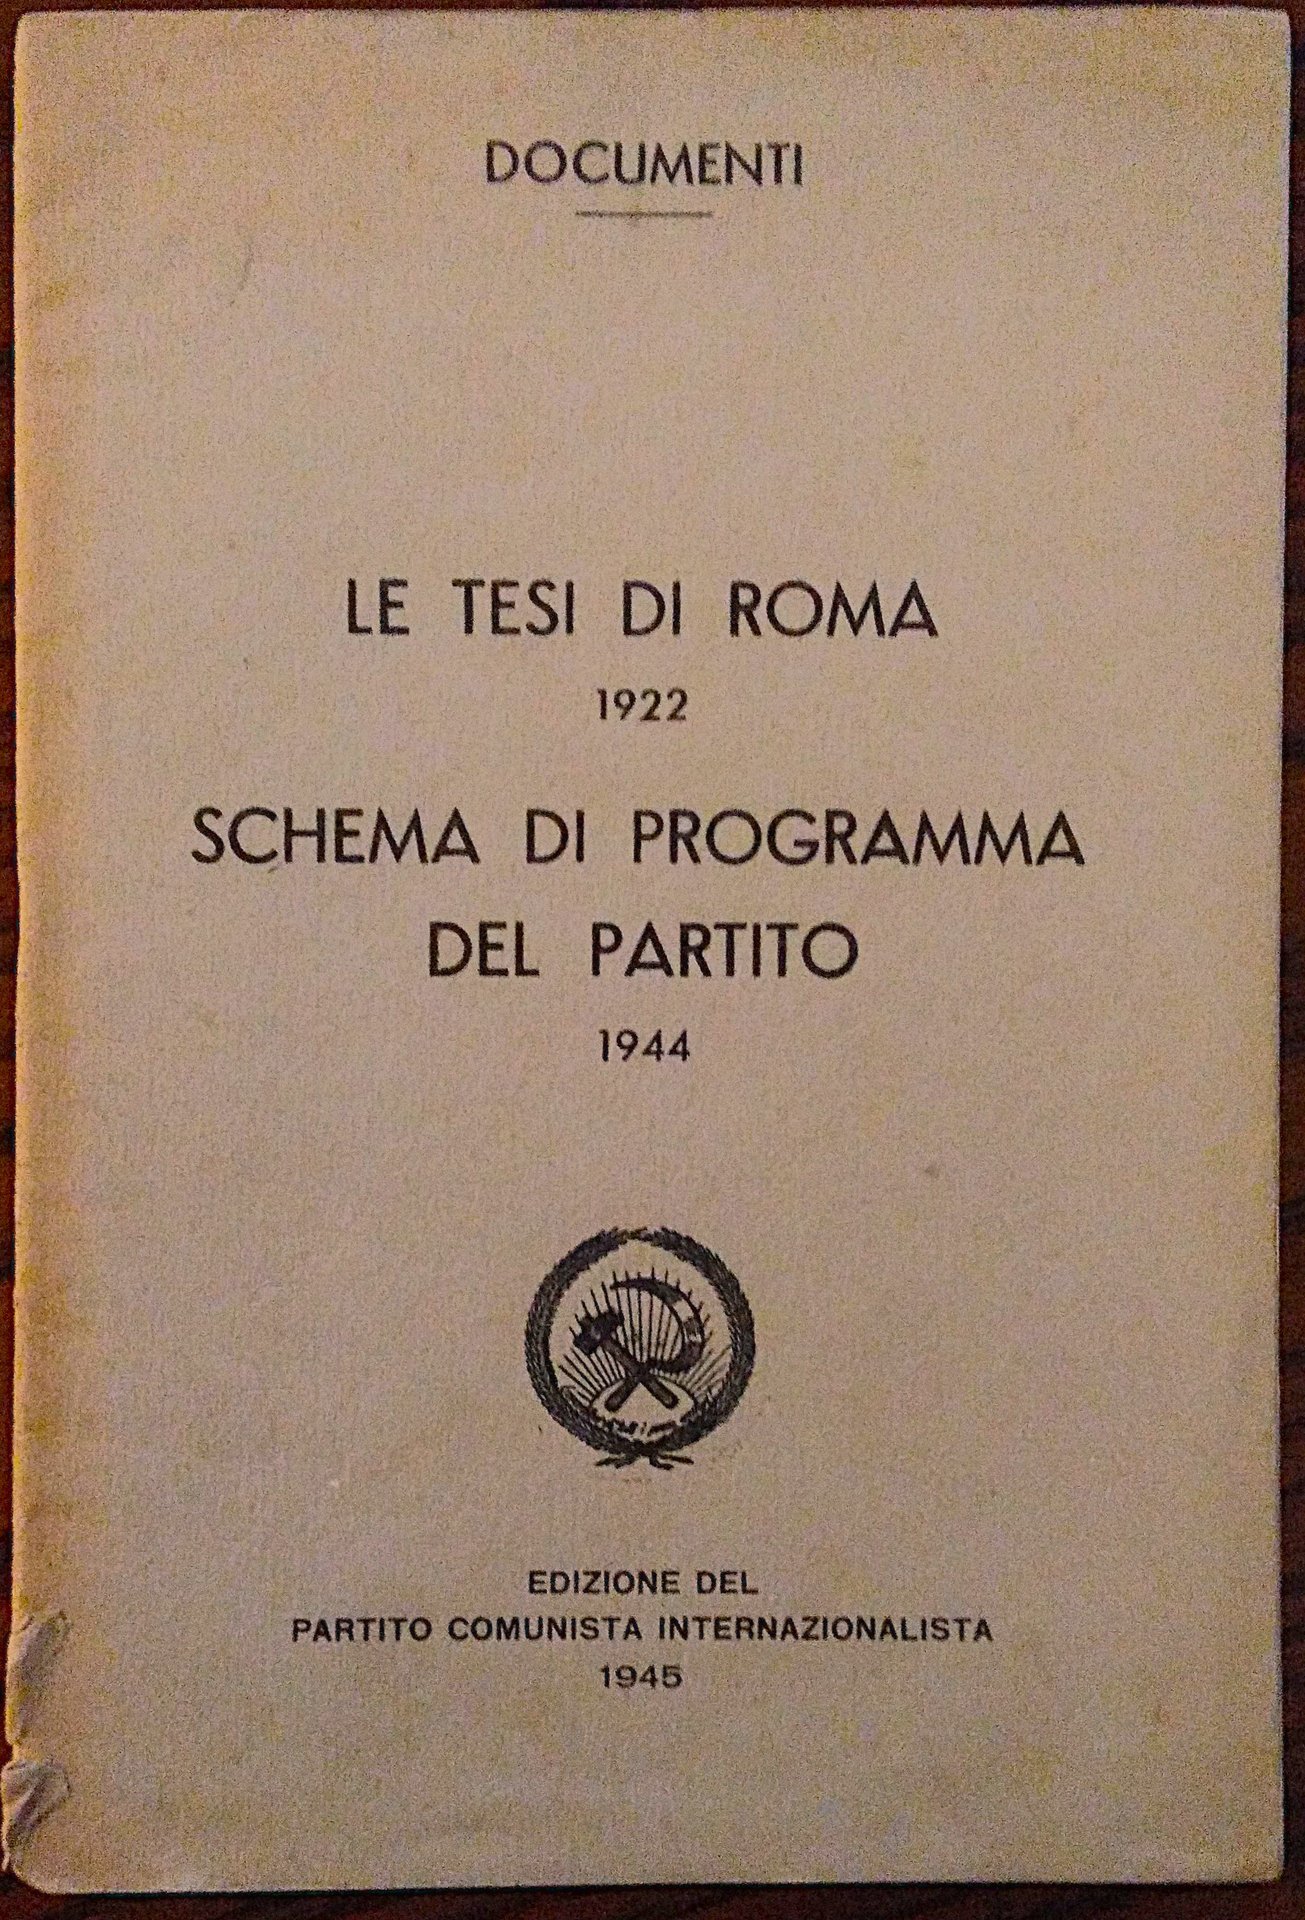 DOCUMENTI
LE TESI DI ROMA
1922
SCHEMA DI PROGRAMMA
DEL PARTITO
1944
EDIZIONE DEL
PARTITO COMUNISTA INTERNAZIONALISTA
1945